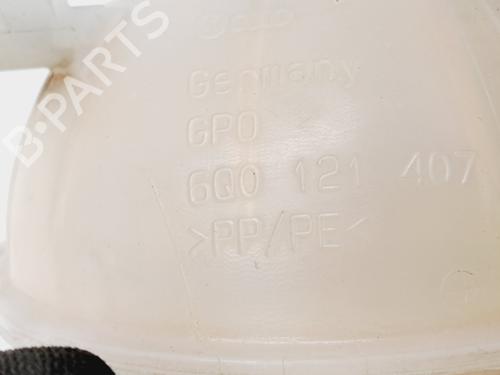 B-PARTS
Germany
GPO
6Q0 121 407
>PP/PE<